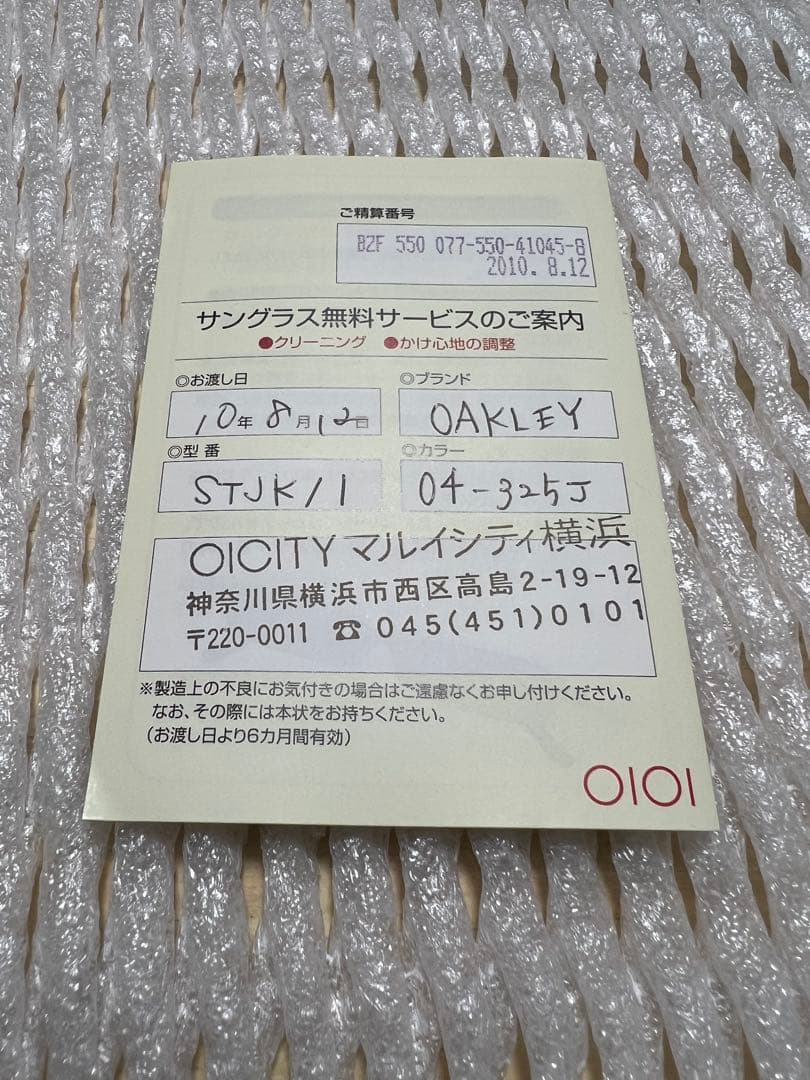 ご精算番号
BZF 550 077-550-41045-8
2010. 8.12
サングラス無料サービスのご案内
●クリーニング ●かけ心地の調整
◎お渡し日 ◎ブランド
10年8月12日 OAKLEY
◎型番 ◎カラー
STJK/1 04-325J
OICITY マルイシティ横浜
神奈川県横浜市西区高島2-19-12
〒220-0011 ☎ 045(451)0101
※製造上の不良にお気付きの場合はご遠慮なくお申し付けください。
なお、その際には本状をお持ちください。
(お渡し日より6カ月間有効)
OIOI